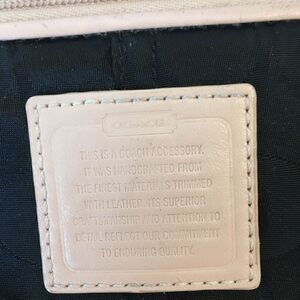 COACH
THIS IS A COACH ACCESSORY.
IT WAS HANDCRAFTED FROM
THE FINEST MATERIALS TRIMMED
WITH LEATHER. ITS SUPERIOR
CRAFTSMANSHIP AND ATTENTION TO
DETAIL REFLECT OUR COMMITMENT
TO ENDURING QUALITY.